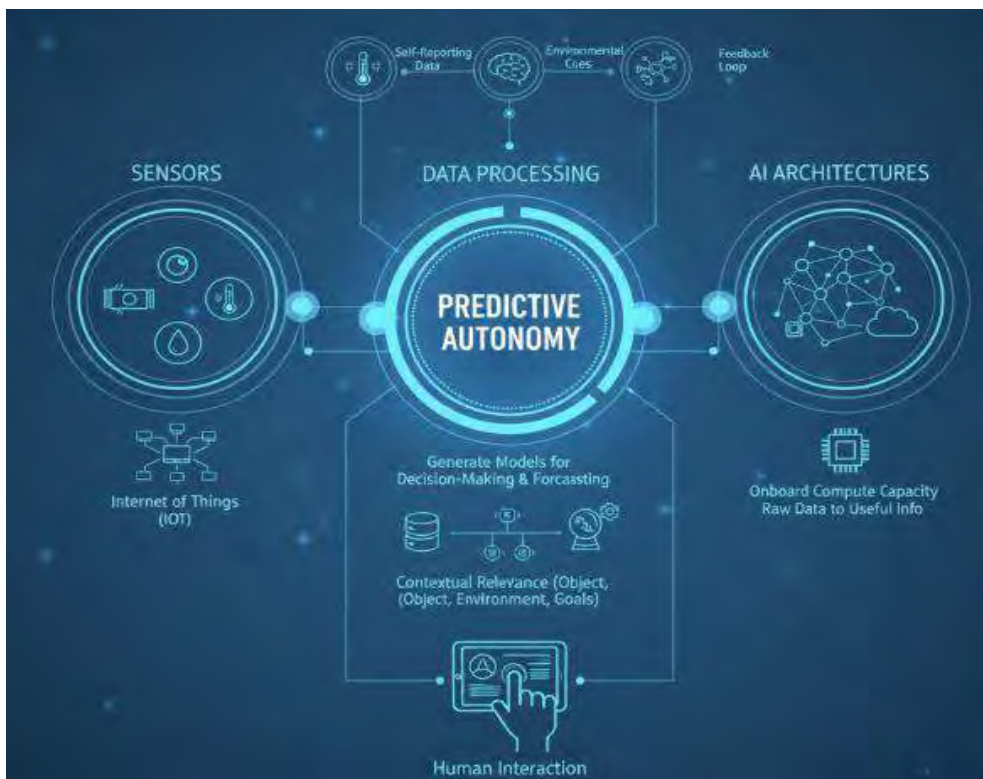 Self-Reporting
Data
Environmental
Cues
Feedback
Loop
SENSORS
DATA PROCESSING
AI ARCHITECTURES
PREDICTIVE
AUTONOMY
Generate Models for
Decision-Making & Forcassting
Internet of Things
(IOT)
Onboard Compute Capacity
Raw Data to Useful Info
Contextual Relevance (Object,
(Object, Environment, Goals)
Human Interaction